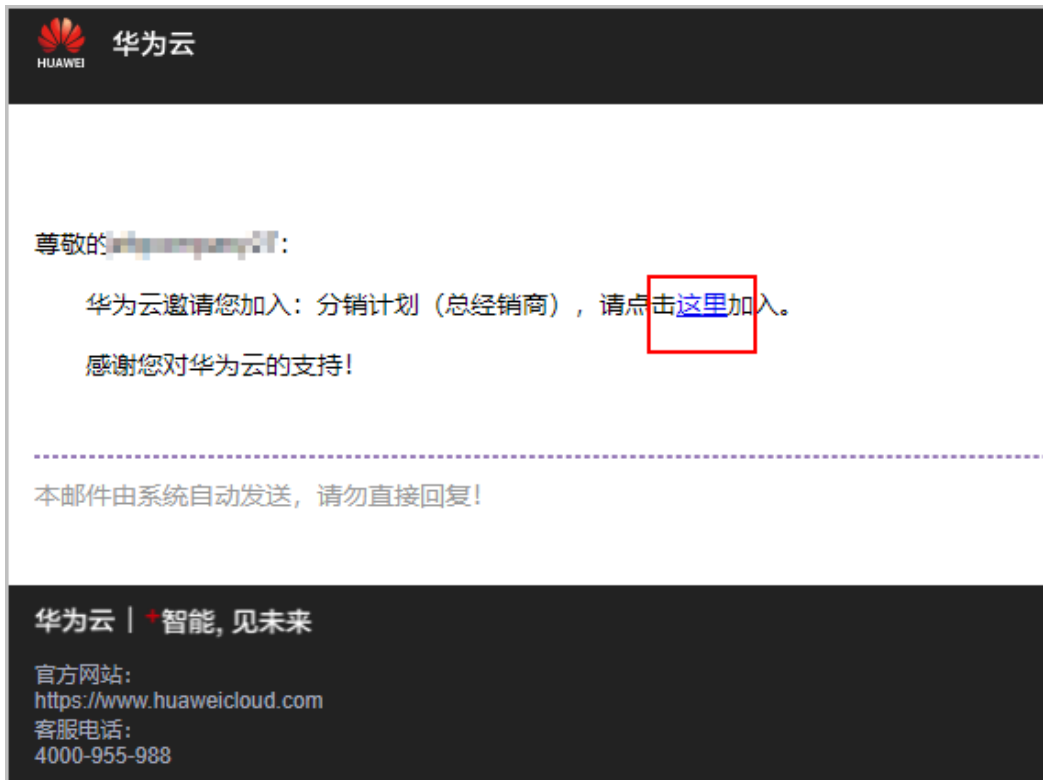 HUAWEI
华为云
尊敬的:
华为云邀请您加入：分销计划（总经销商），请点击这里加入。
感谢您对华为云的支持！
本邮件由系统自动发送，请勿直接回复！
华为云 | +智能, 见未来
官方网站：
https://www.huaweicloud.com
客服电话：
4000-955-988